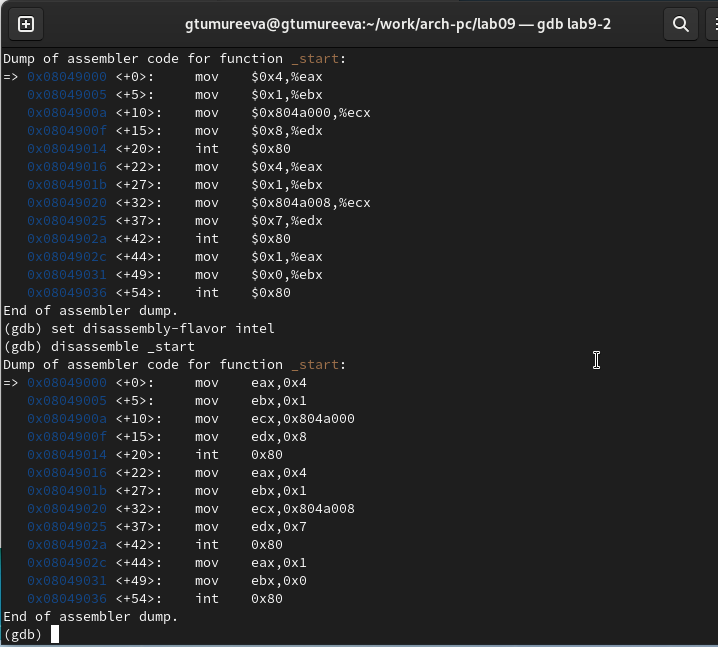 gtumureeva@gtumureeva:~/work/arch-pc/lab09 — gdb lab9-2
Dump of assembler code for function _start:
=> 0x08049000 <+0>:     mov    $0x4,%eax
   0x08049005 <+5>:     mov    $0x1,%ebx
   0x0804900a <+10>:    mov    $0x804a000,%ecx
   0x0804900f <+15>:    mov    $0x8,%edx
   0x08049014 <+20>:    int    $0x80
   0x08049016 <+22>:    mov    $0x4,%eax
   0x0804901b <+27>:    mov    $0x1,%ebx
   0x08049020 <+32>:    mov    $0x804a008,%ecx
   0x08049025 <+37>:    mov    $0x7,%edx
   0x0804902a <+42>:    int    $0x80
   0x0804902c <+44>:    mov    $0x1,%eax
   0x08049031 <+49>:    mov    $0x0,%ebx
   0x08049036 <+54>:    int    $0x80
End of assembler dump.
(gdb) set disassembly-flavor intel
(gdb) disassemble _start
Dump of assembler code for function _start:
=> 0x08049000 <+0>:     mov    eax,0x4
   0x08049005 <+5>:     mov    ebx,0x1
   0x0804900a <+10>:    mov    ecx,0x804a000
   0x0804900f <+15>:    mov    edx,0x8
   0x08049014 <+20>:    int    0x80
   0x08049016 <+22>:    mov    eax,0x4
   0x0804901b <+27>:    mov    ebx,0x1
   0x08049020 <+32>:    mov    ecx,0x804a008
   0x08049025 <+37>:    mov    edx,0x7
   0x0804902a <+42>:    int    0x80
   0x0804902c <+44>:    mov    eax,0x1
   0x08049031 <+49>:    mov    ebx,0x0
   0x08049036 <+54>:    int    0x80
End of assembler dump.
(gdb)